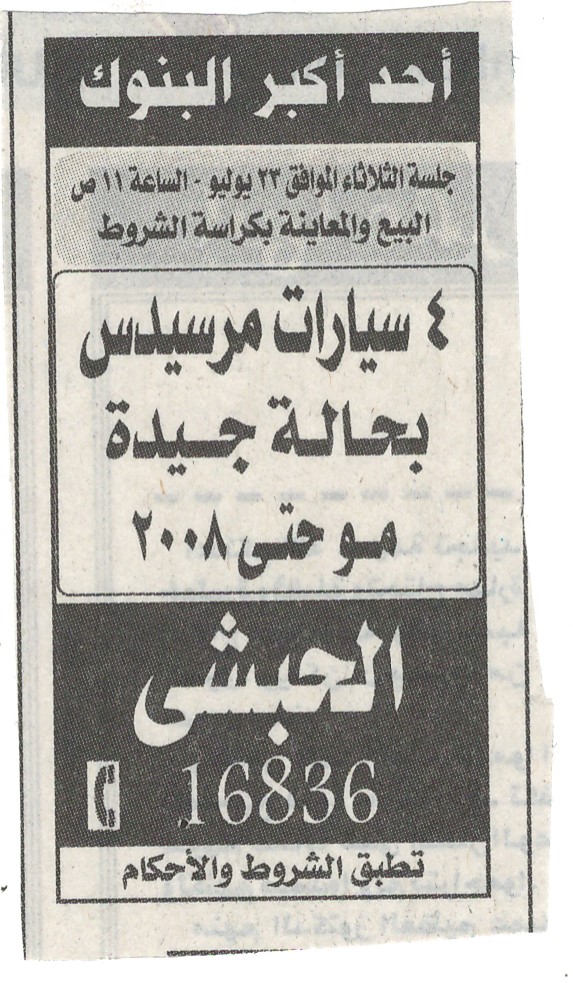 أحد أكبر البنوك
جلسة الثلاثاء الموافق ٢٣ يوليو - الساعة ١١ ص
البيع والمعاينة بكراسة الشروط
٤ سيارات مرسيدس
بحالة جيدة
مو حتى ٢٠٠٨
الحبشى
16836
تطبق الشروط والأحكام